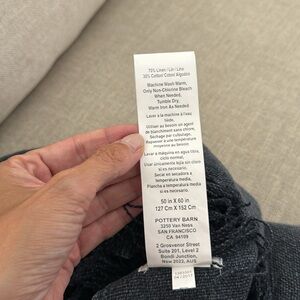 70% Linen/ Lin / Lino
30% Cotton/ Coton/ Algodon
Machine Wash Warm,
Only Non-Chlorine Bleach
When Needed,
Tumble Dry,
Warm Iron As Needed
Laver à la machine à l'eau
tiède,
Utiliser au besoin un agent
de blanchiment sans chlore,
Séchage par culbutage,
Repasser au besoin à
température moyenne.
Lavar a máquina en agua tibia,
ciclo normal,
Usar únicamente lejía sin cloro
si es necesario,
Serie en secadora a
temperatura media,
Plancha a temperatura
media si es necesario.
50 in X 60 in
127 Cm X 152 Cm
POTTERY BARN
3250 Van Ness
SAN FRANCISCO
CA 94109
2 Grosvenor Street
Suite 201, Level 2
Bondi Junction,
New 2022, AUS